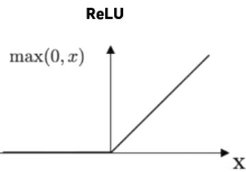 ReLU
max(0, x)
x